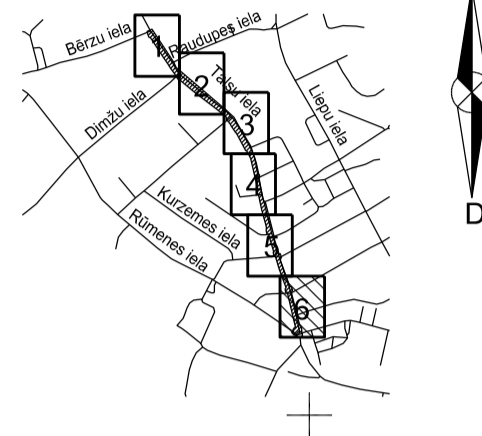 Bērzu iela
Raudupes iela
1
Dimžu iela
2
Talsu iela
3
Liepu iela
4
Kurzemes iela
Rūmenes iela
5
6
D